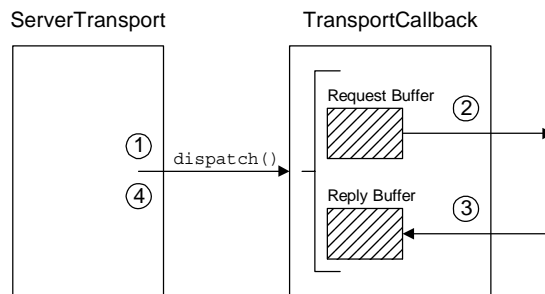 ServerTransport
TransportCallback
Request Buffer
2
1
dispatch()
4
Reply Buffer
3